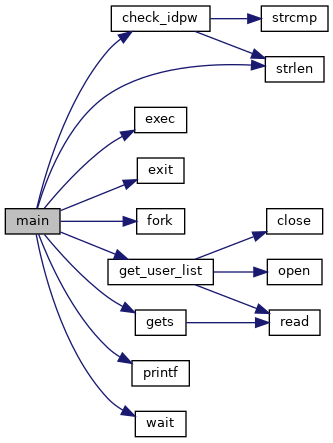 check_idpw
strcmp
strlen
exec
exit
main
fork
close
get_user_list
open
gets
read
printf
wait